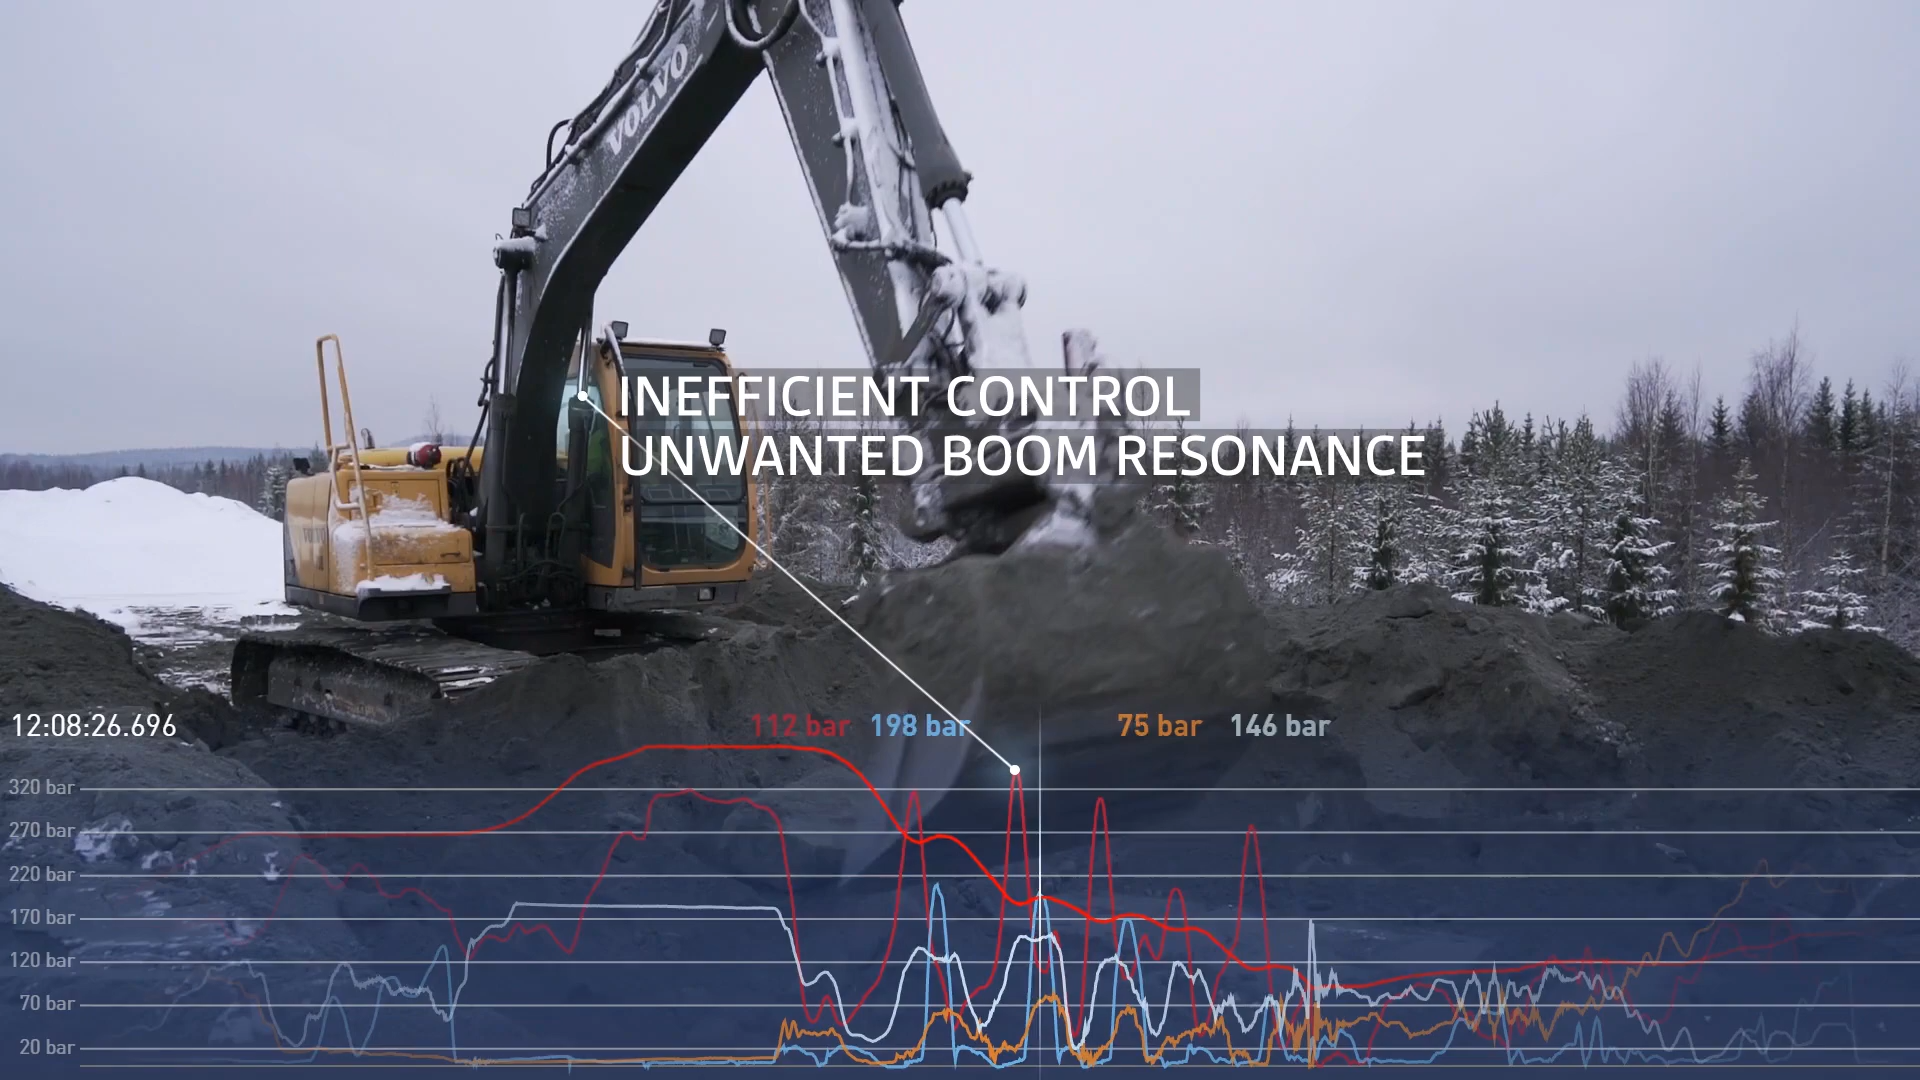 VOLVO
INEFFICIENT CONTROL
UNWANTED BOOM RESONANCE
12:08:26.696
112 bar 198 bar 75 bar 146 bar
320 bar
270 bar
220 bar
170 bar
120 bar
70 bar
20 bar